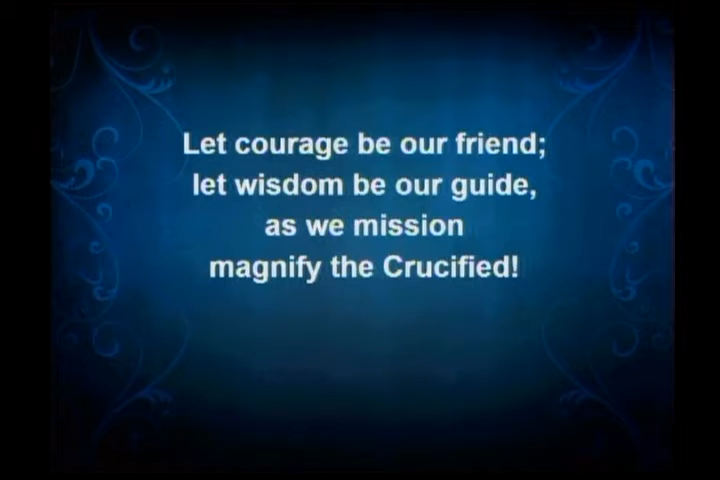 Let courage be our friend;
let wisdom be our guide,
as we mission
magnify the Crucified!